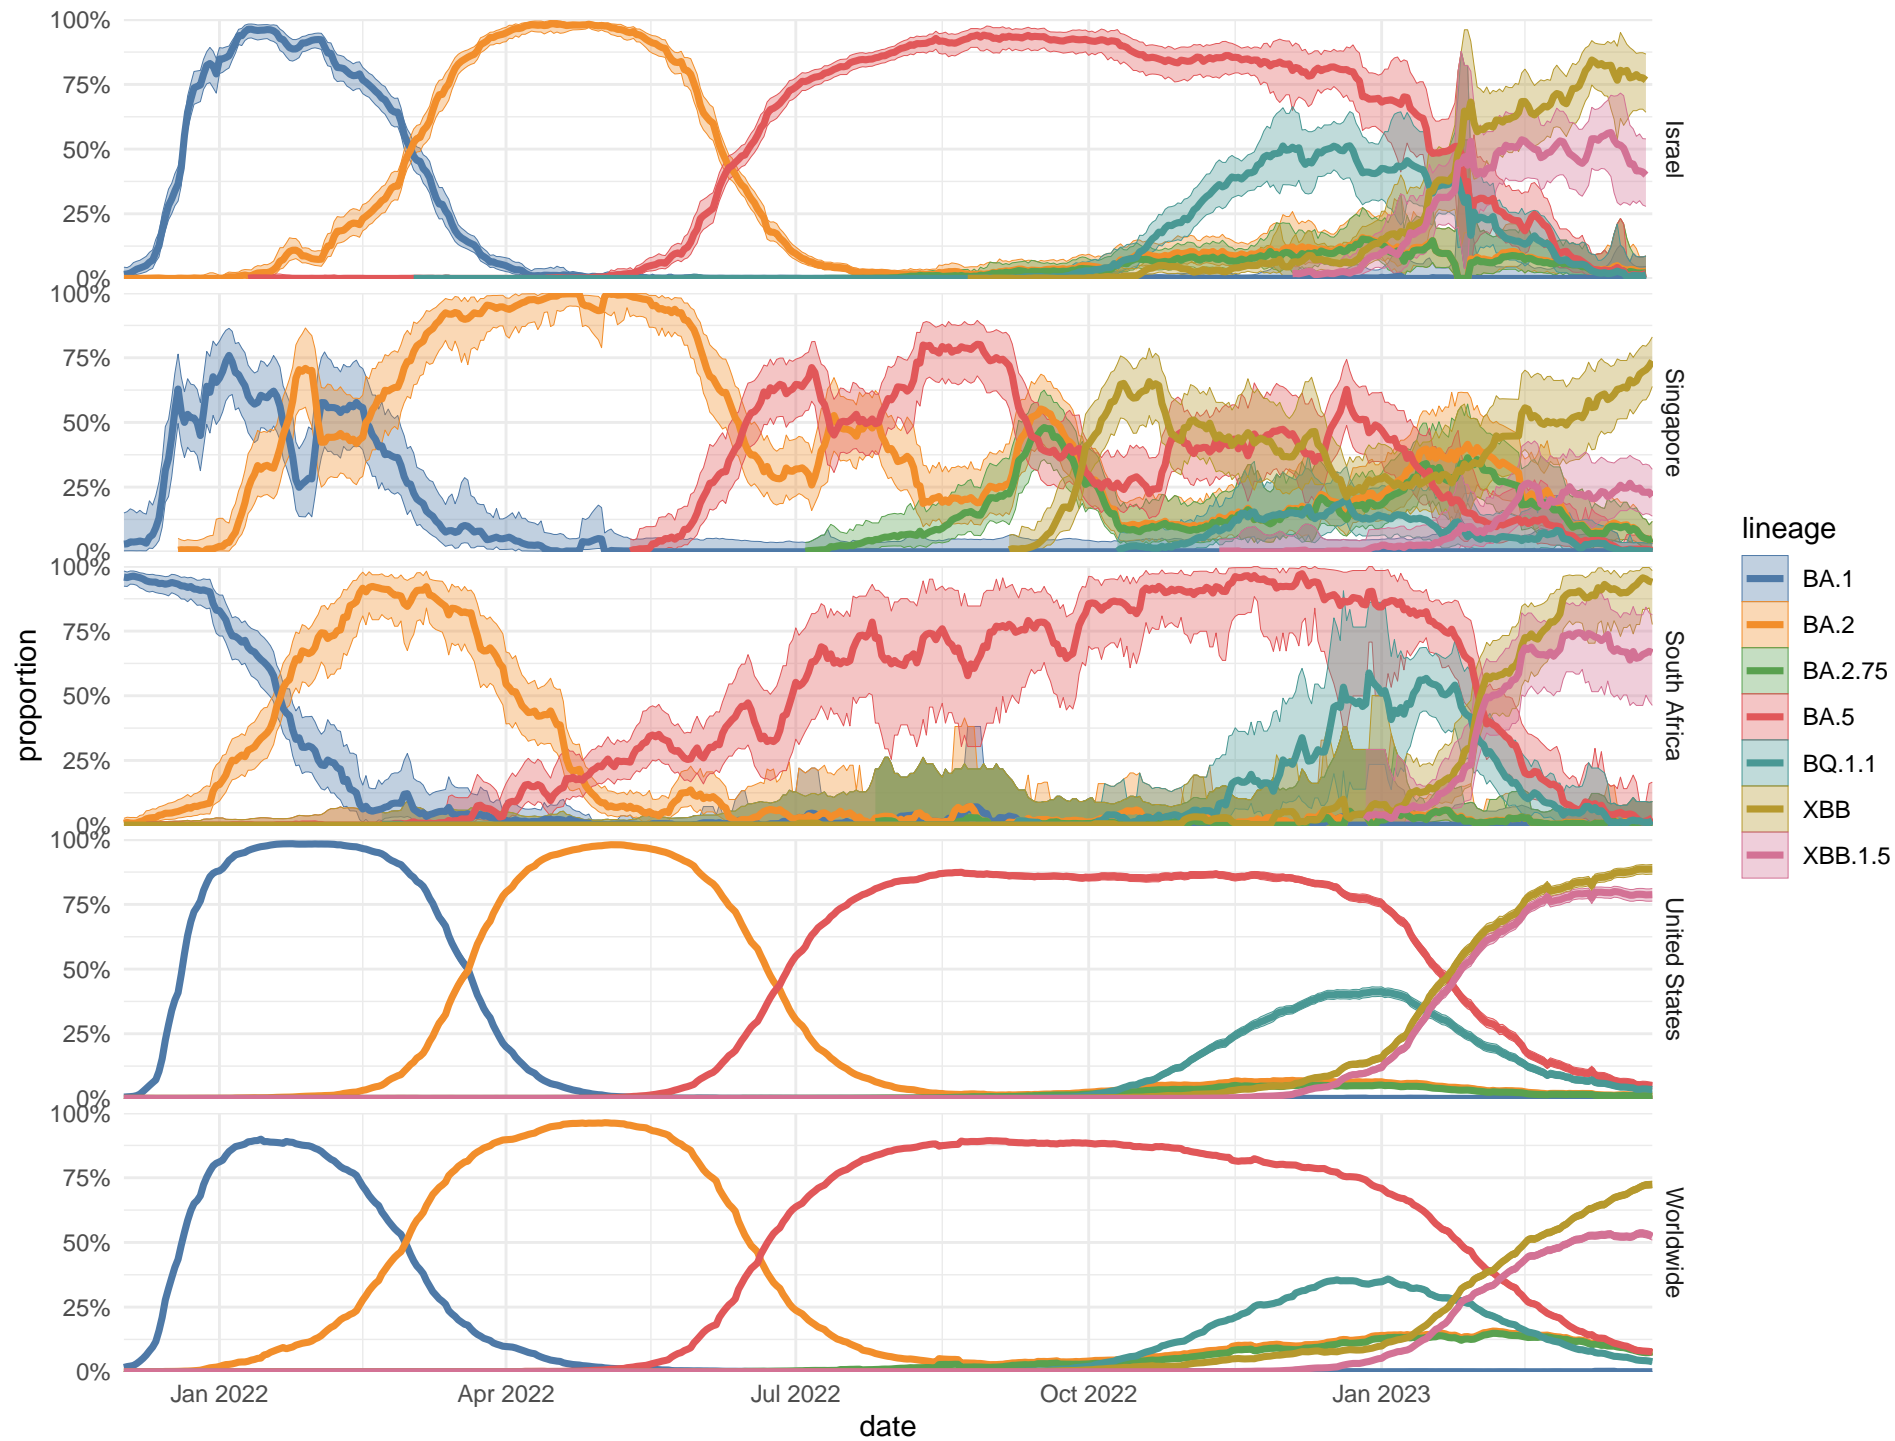 100%
75%
50%
25%
0%
Israel
100%
75%
50%
25%
0%
Singapore
100%
75%
50%
25%
0%
South Africa
100%
75%
50%
25%
0%
United States
100%
75%
50%
25%
0%
Worldwide
proportion
Jan 2022
Apr 2022
Jul 2022
Oct 2022
Jan 2023
date
lineage
BA.1
BA.2
BA.2.75
BA.5
BQ.1.1
XBB
XBB.1.5